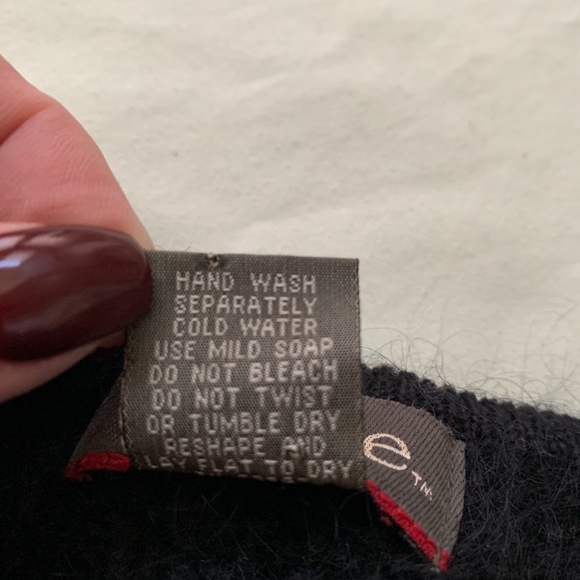 HAND WASH
SEPARATELY
COLD WATER
USE MILD SOAP
DO NOT BLEACH
DO NOT TWIST
OR TUMBLE DRY
RESHAPE AND
LAY FLAT TO DRY
e TM